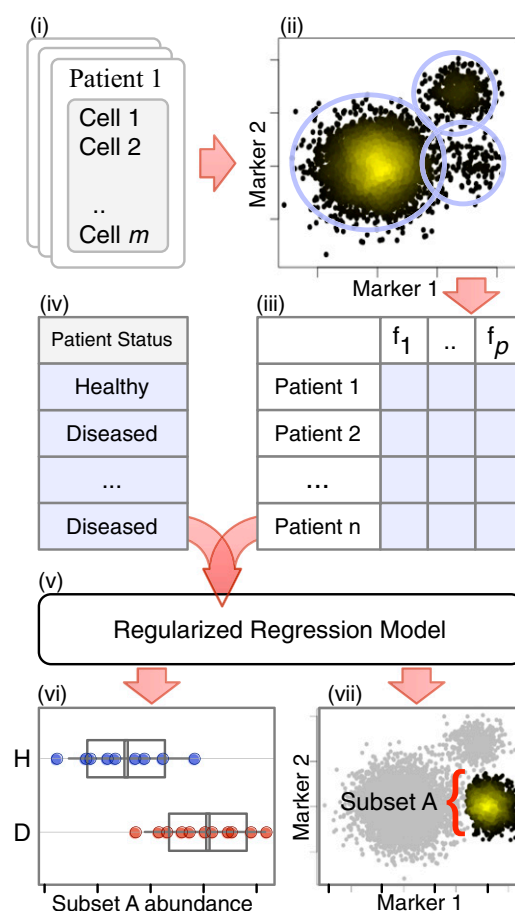 (i)
Patient 1
Cell 1
Cell 2
..
Cell m
(ii)
Marker 2
Marker 1
(iv)
Patient Status
Healthy
Diseased
...
Diseased
(iii)
f1 .. fp
Patient 1
Patient 2
...
Patient n
(v)
Regularized Regression Model
(vi)
H
D
Subset A abundance
(vii)
Marker 2
Subset A {
Marker 1